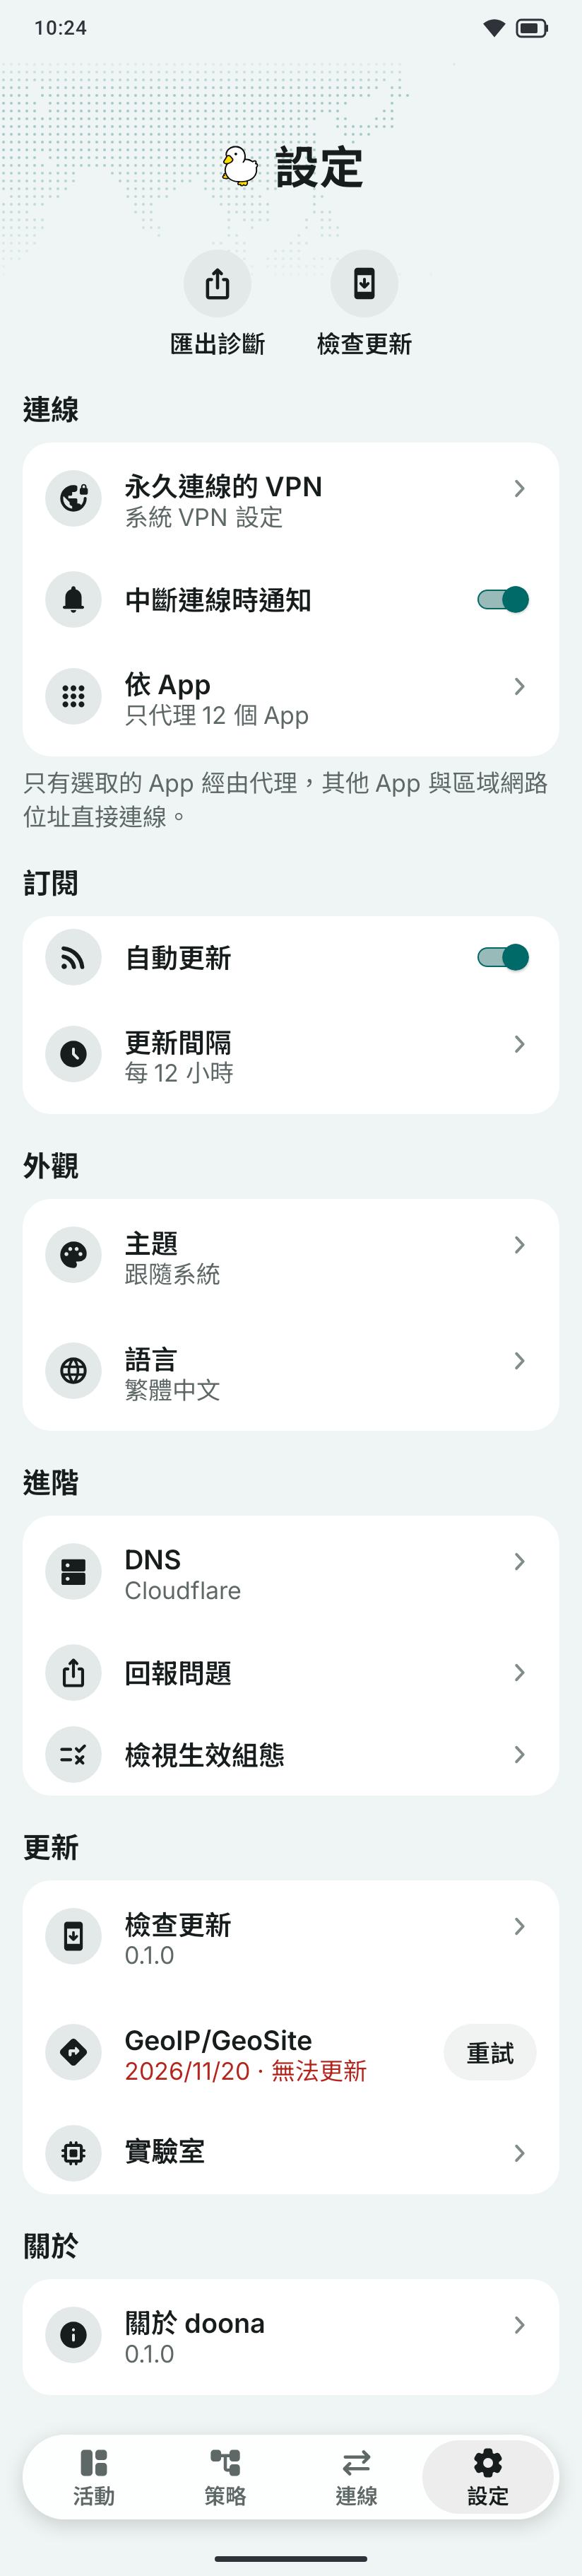 10:24
設定
匯出診斷
檢查更新
連線
永久連線的 VPN
系統 VPN 設定
中斷連線時通知
依 App
只代理 12 個 App
只有選取的 App 經由代理，其他 App 與區域網路
位址直接連線。
訂閱
自動更新
更新間隔
每 12 小時
外觀
主題
跟隨系統
語言
繁體中文
進階
DNS
Cloudflare
回報問題
檢視生效組態
更新
檢查更新
0.1.0
GeoIP/GeoSite
2026/11/20 · 無法更新
重試
實驗室
關於
關於 doona
0.1.0
活動
策略
連線
設定